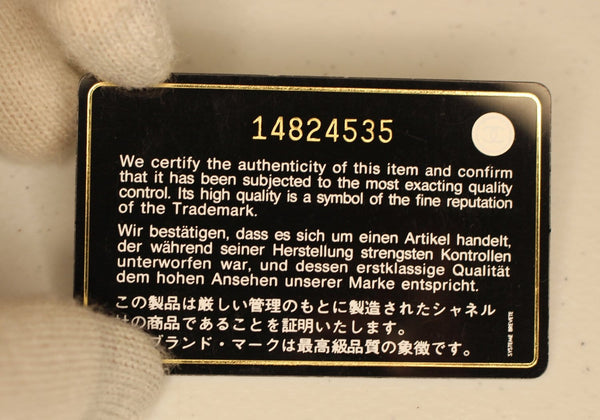 14824535
We certify the authenticity of this item and confirm
that it has been subjected to the most exacting quality
control. Its high quality is a symbol of the fine reputation
of the Trademark.
Wir bestätigen, dass es sich um einen Artikel handelt,
der während seiner Herstellung strengsten Kontrollen
unterworfen war, und dessen erstklassige Qualität
dem hohen Ansehen unserer Marke entspricht.
この製品は厳しい管理のもとに製造されたシャネル
の商品であることを証明いたします。
ブランド・マークは最高級品質の象徴です。
SYSTEME BREVETE